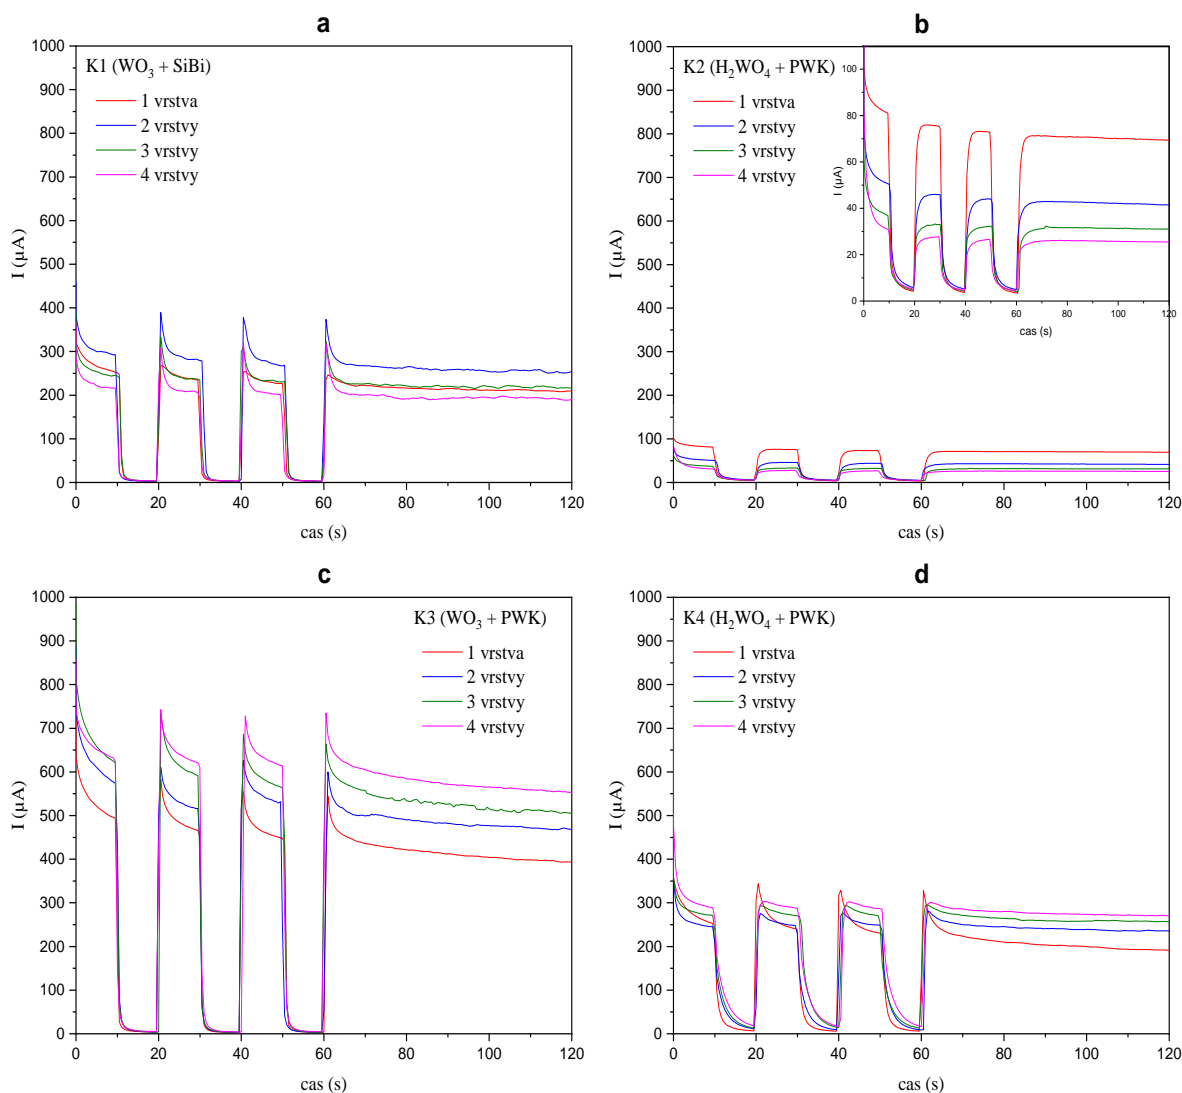 a
K1 (WO₃ + SiBi)
1 vrstva
2 vrstvy
3 vrstvy
4 vrstvy
1000
900
800
700
600
500
400
300
200
100
0
I (µA)
0 20 40 60 80 100 120
cas (s)
b
K2 (H₂WO₄ + PWK)
1 vrstva
2 vrstvy
3 vrstvy
4 vrstvy
1000
900
800
700
600
500
400
300
200
100
0
I (µA)
0 20 40 60 80 100 120
cas (s)
100
80
60
40
20
0
I (µA)
0 20 40 60 80 100 120
cas (s)
c
K3 (WO₃ + PWK)
1 vrstva
2 vrstvy
3 vrstvy
4 vrstvy
1000
900
800
700
600
500
400
300
200
100
0
I (µA)
0 20 40 60 80 100 120
cas (s)
d
K4 (H₂WO₄ + PWK)
1 vrstva
2 vrstvy
3 vrstvy
4 vrstvy
1000
900
800
700
600
500
400
300
200
100
0
I (µA)
0 20 40 60 80 100 120
cas (s)